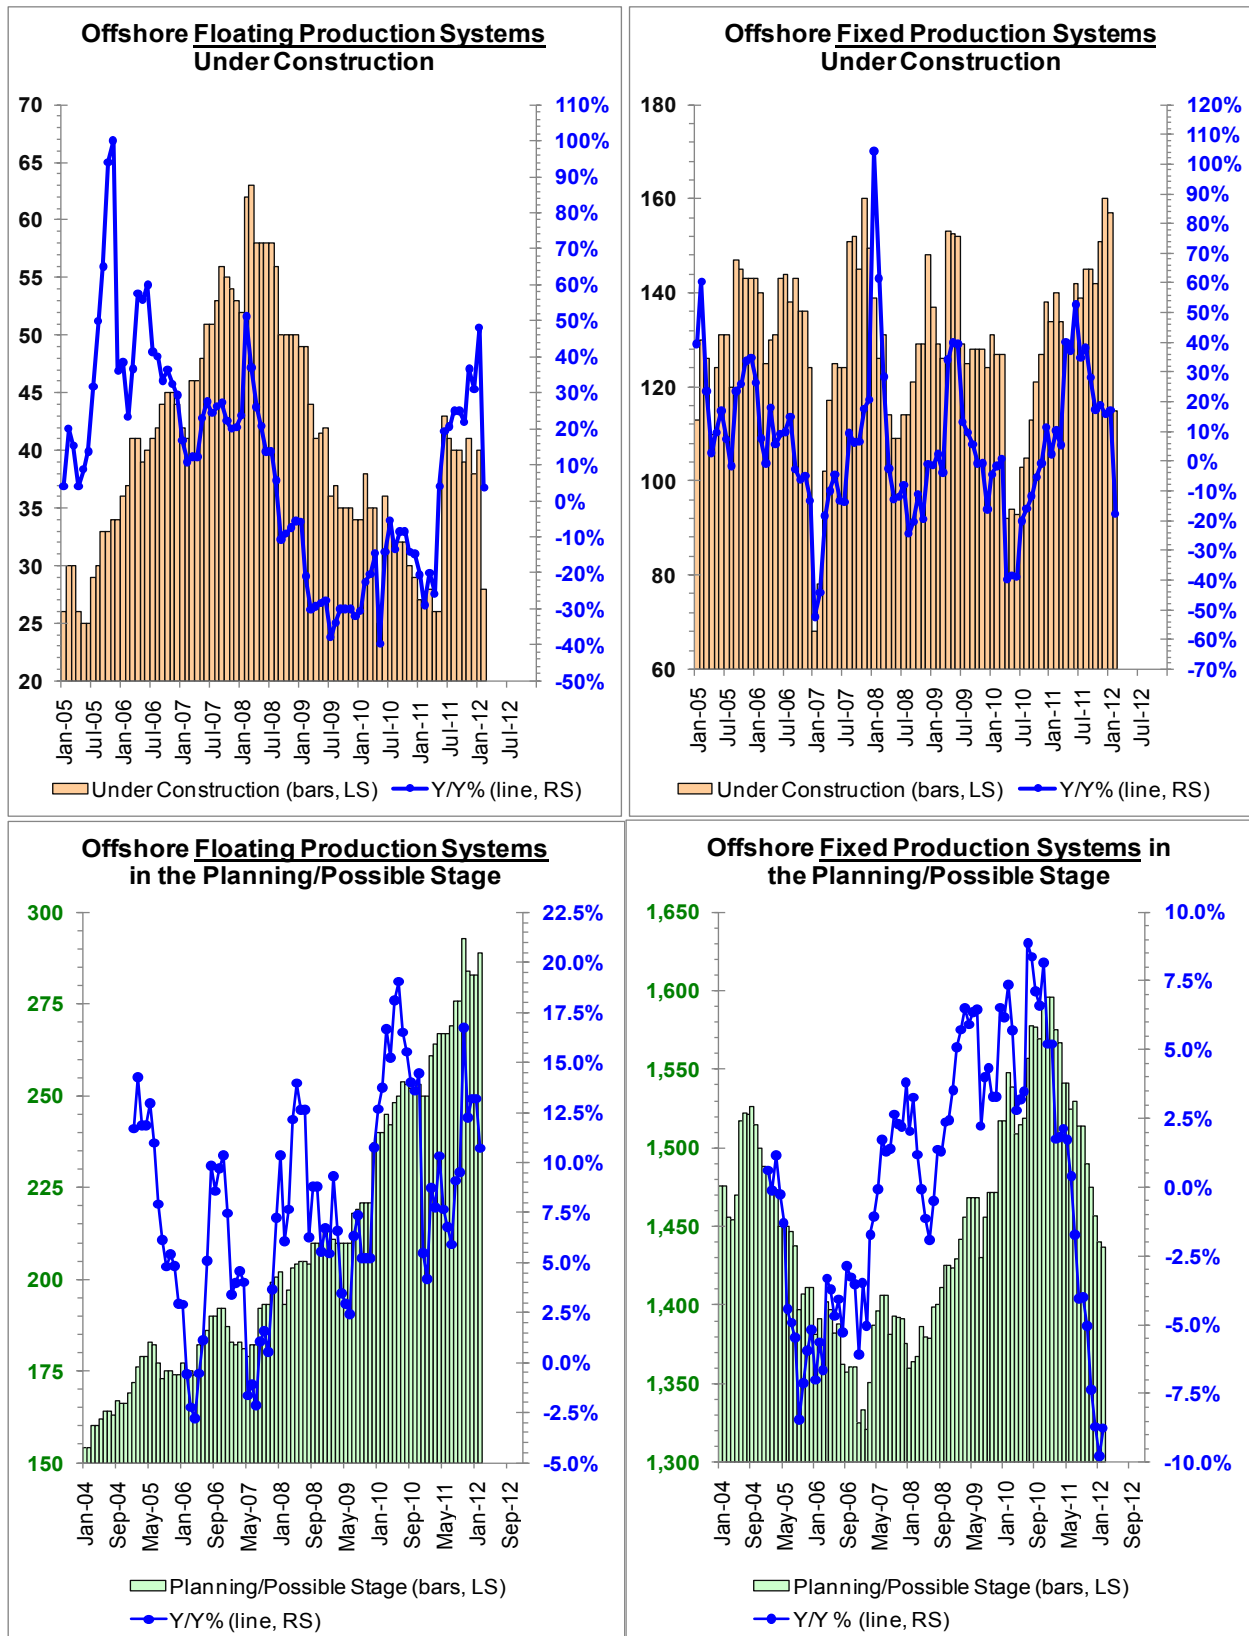 Offshore Floating Production Systems
Under Construction
70
65
60
55
50
45
40
35
30
25
20
110%
100%
90%
80%
70%
60%
50%
40%
30%
20%
10%
0%
-10%
-20%
-30%
-40%
-50%
Jan-05
Jul-05
Jan-06
Jul-06
Jan-07
Jul-07
Jan-08
Jul-08
Jan-09
Jul-09
Jan-10
Jul-10
Jan-11
Jul-11
Jan-12
Jul-12
Under Construction (bars, LS)
Y/Y% (line, RS)
Offshore Fixed Production Systems
Under Construction
180
160
140
120
100
80
60
120%
110%
100%
90%
80%
70%
60%
50%
40%
30%
20%
10%
0%
-10%
-20%
-30%
-40%
-50%
-60%
-70%
Jan-05
Jul-05
Jan-06
Jul-06
Jan-07
Jul-07
Jan-08
Jul-08
Jan-09
Jul-09
Jan-10
Jul-10
Jan-11
Jul-11
Jan-12
Jul-12
Under Construction (bars, LS)
Y/Y% (line, RS)
Offshore Floating Production Systems
in the Planning/Possible Stage
300
275
250
225
200
175
150
22.5%
20.0%
17.5%
15.0%
12.5%
10.0%
7.5%
5.0%
2.5%
0.0%
-2.5%
-5.0%
Jan-04
Sep-04
May-05
Jan-06
Sep-06
May-07
Jan-08
Sep-08
May-09
Jan-10
Sep-10
May-11
Jan-12
Sep-12
Planning/Possible Stage (bars, LS)
Y/Y% (line, RS)
Offshore Fixed Production Systems in
the Planning/Possible Stage
1,650
1,600
1,550
1,500
1,450
1,400
1,350
1,300
10.0%
7.5%
5.0%
2.5%
0.0%
-2.5%
-5.0%
-7.5%
-10.0%
Jan-04
Sep-04
May-05
Jan-06
Sep-06
May-07
Jan-08
Sep-08
May-09
Jan-10
Sep-10
May-11
Jan-12
Sep-12
Planning/Possible Stage (bars, LS)
Y/Y % (line, RS)